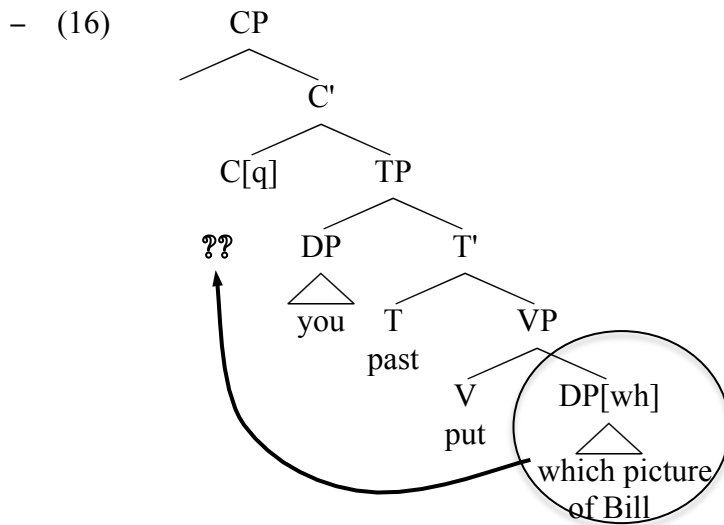 – (16) CP
C'
C[q] TP
?? DP T'
you T VP
past
V DP[wh]
put
which picture
of Bill